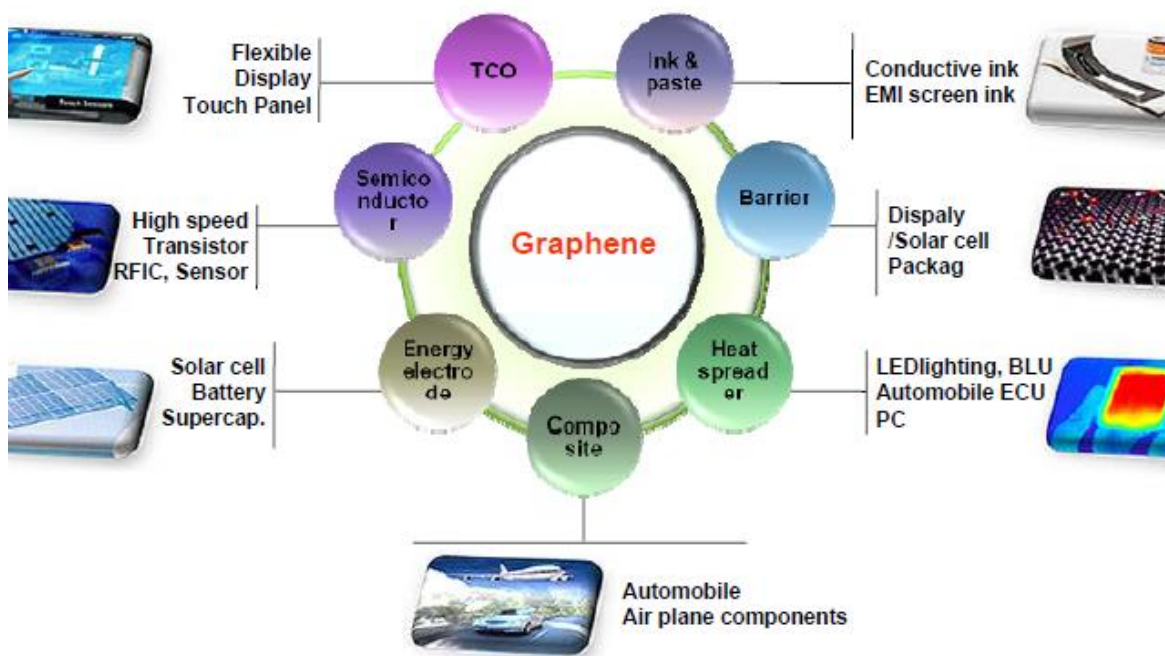 Flexible
Display
Touch Panel
TCO
Ink &
paste
Conductive ink
EMI screen ink
High speed
Transistor
RFIC, Sensor
Semico
nducto
r
Graphene
Barrier
Dispaly
/Solar cell
Packag
Solar cell
Battery
Supercap.
Energy
electro
de
Compo
site
Heat
spread
er
LEDlighting, BLU
Automobile ECU
PC
Automobile
Air plane components